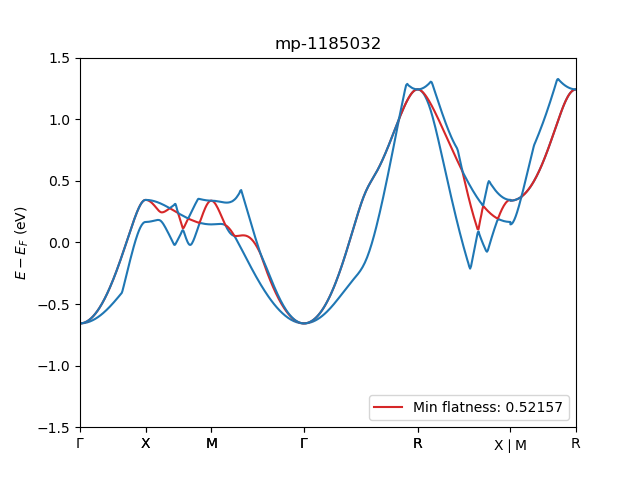 mp-1185032
1.5
1.0
0.5
0.0
−0.5
−1.0
−1.5
E − E_F (eV)
Min flatness: 0.52157
Γ X M Γ R X | M R